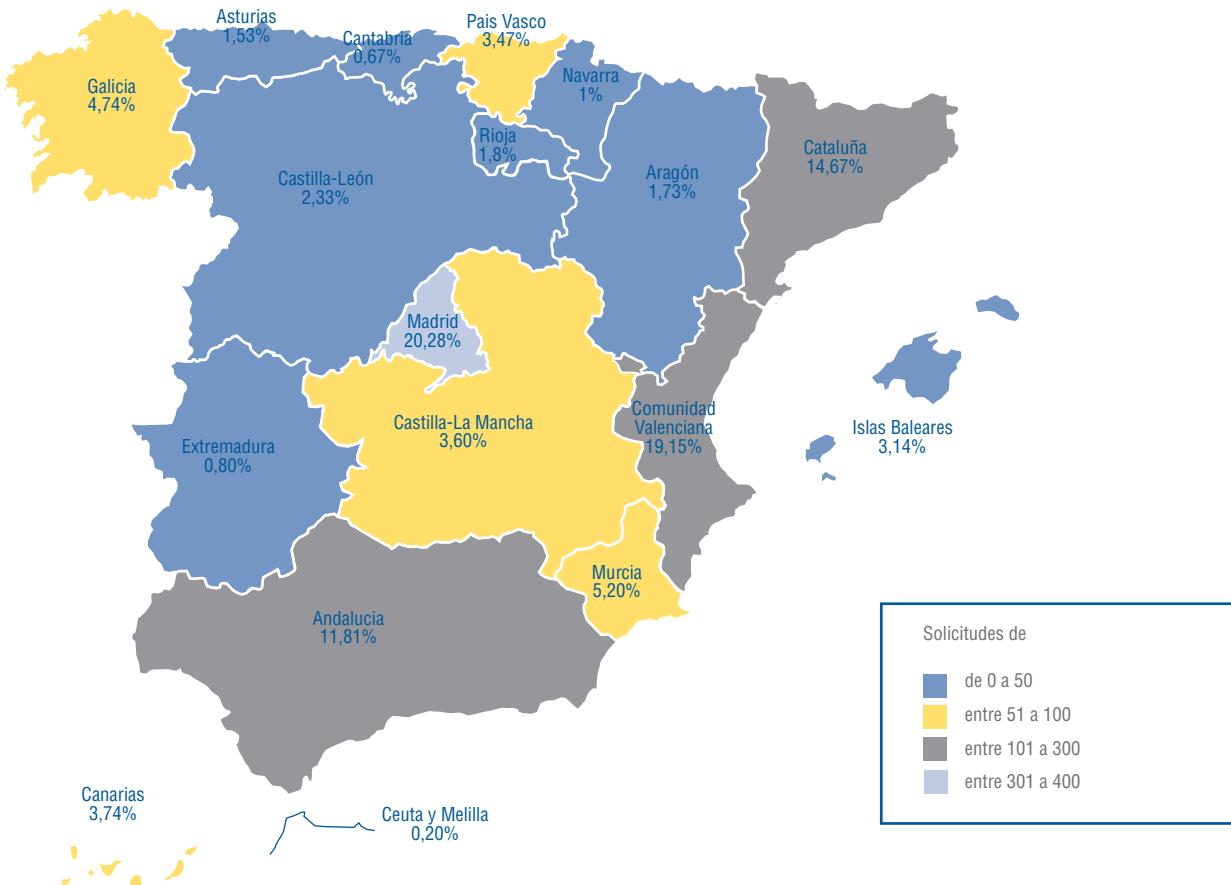 Asturias
1,53%
Cantabria
0,67%
Pais Vasco
3,47%
Galicia
4,74%
Navarra
1%
Rioja
1,8%
Castilla-León
2,33%
Aragón
1,73%
Cataluña
14,67%
Madrid
20,28%
Castilla-La Mancha
3,60%
Comunidad
Valenciana
19,15%
Islas Baleares
3,14%
Extremadura
0,80%
Murcia
5,20%
Andalucia
11,81%
Canarias
3,74%
Ceuta y Melilla
0,20%
Solicitudes de
de 0 a 50
entre 51 a 100
entre 101 a 300
entre 301 a 400